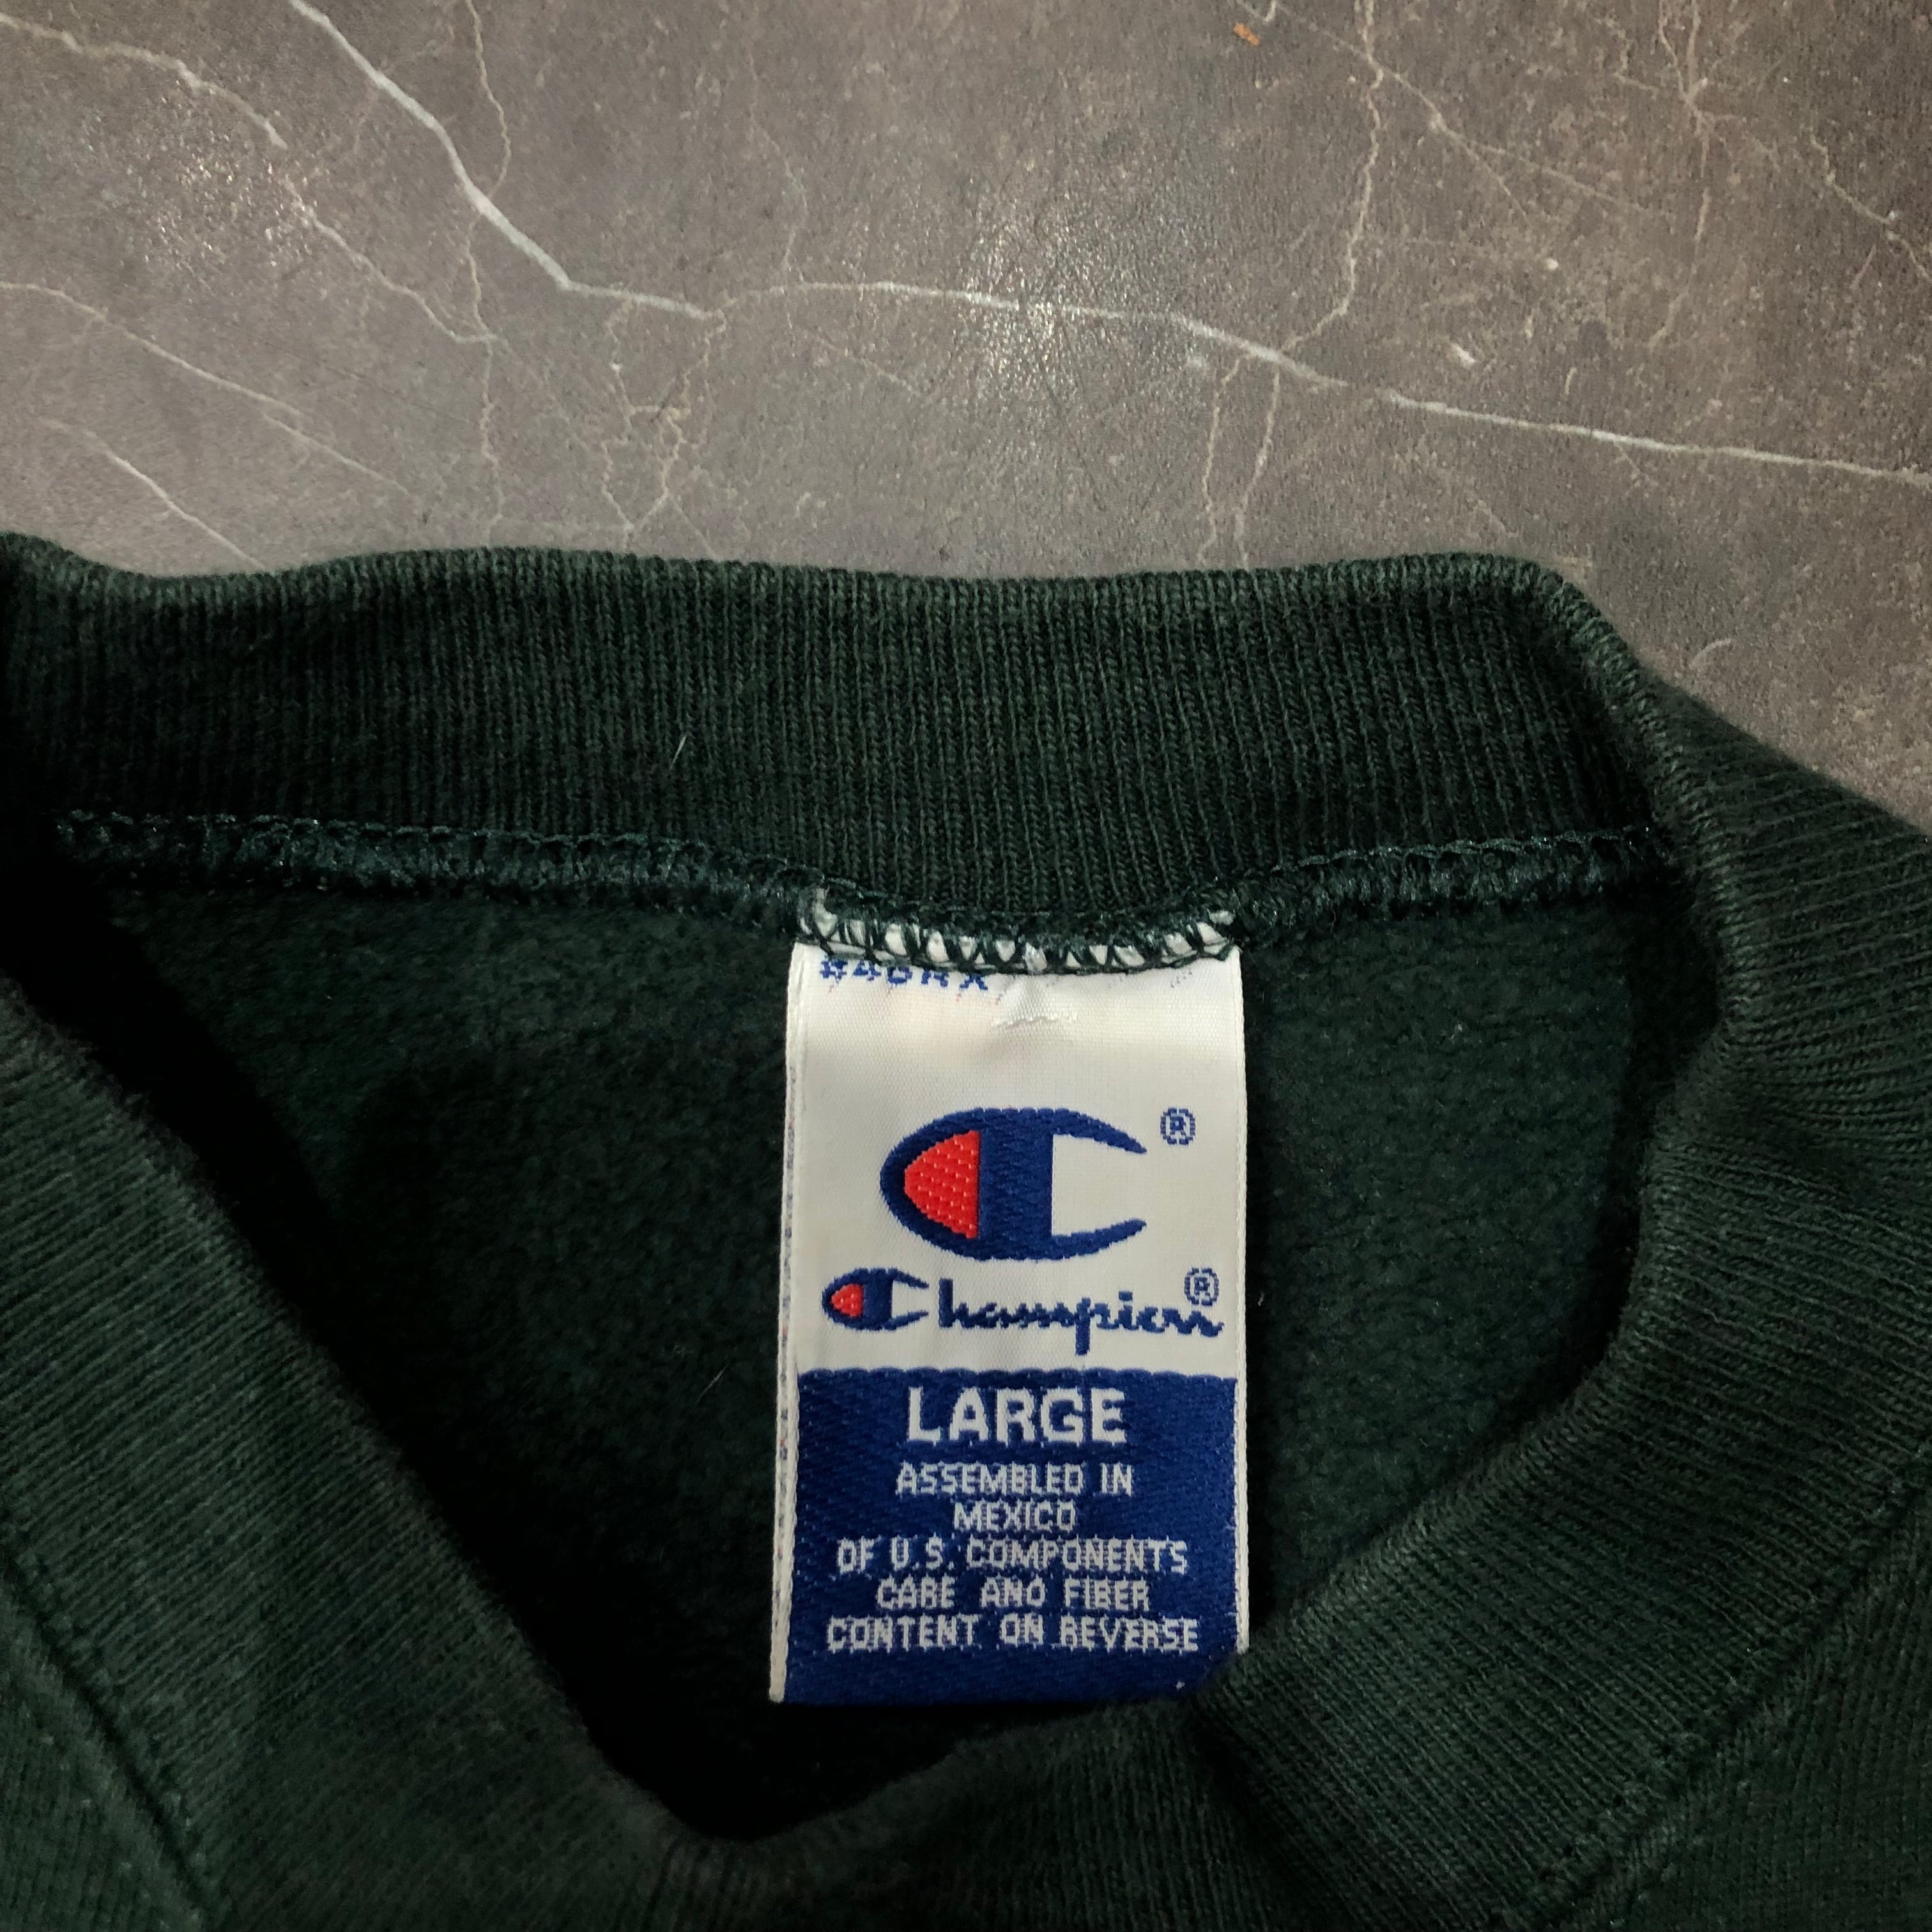 ®
Champion®
LARGE
ASSEMBLED IN
MEXICO
OF U.S. COMPONENTS
CARE AND FIBER
CONTENT ON REVERSE